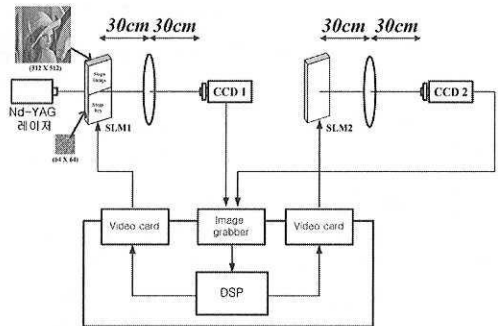 30cm 30cm
30cm 30cm
(512 X 512)
Stego
Image
Stego
Key
Nd-YAG
레이저
(64 X 64)
SLM1
CCD 1
SLM2
CCD 2
Video card
Image
grabber
Video card
DSP